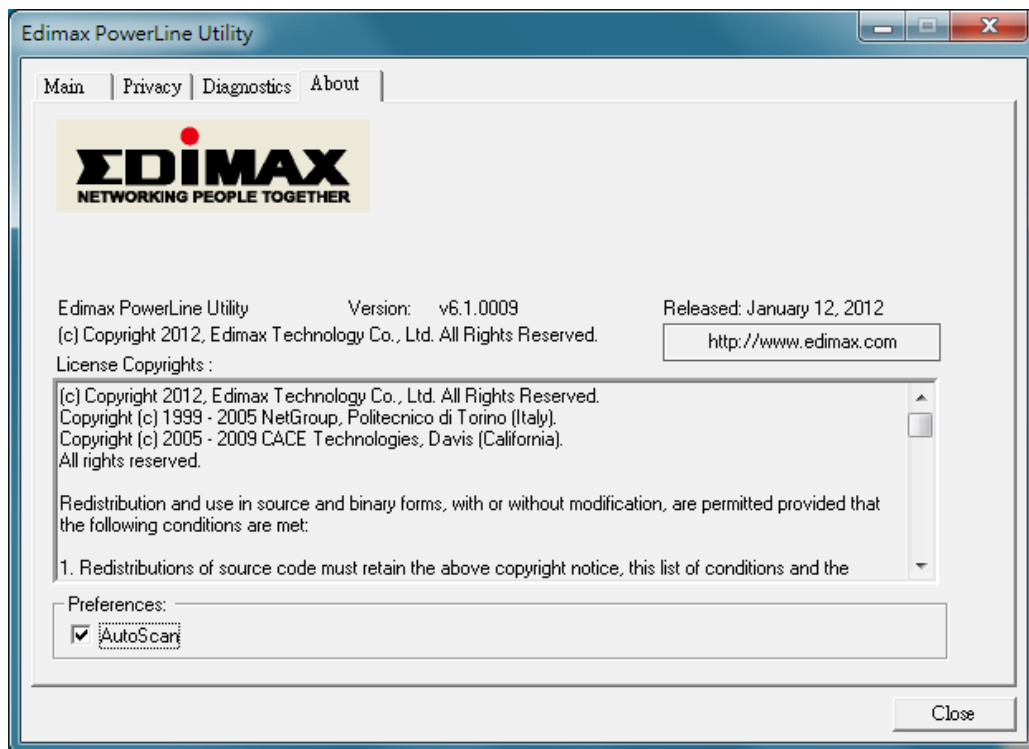 Edimax PowerLine Utility
Main Privacy Diagnostics About
EDiMAX
NETWORKING PEOPLE TOGETHER
Edimax PowerLine Utility Version: v6.1.0009 Released: January 12, 2012
(c) Copyright 2012, Edimax Technology Co., Ltd. All Rights Reserved.
http://www.edimax.com
License Copyrights :
(c) Copyright 2012, Edimax Technology Co., Ltd. All Rights Reserved.
Copyright (c) 1999 - 2005 NetGroup, Politecnico di Torino (Italy).
Copyright (c) 2005 - 2009 CACE Technologies, Davis (California).
All rights reserved.
Redistribution and use in source and binary forms, with or without modification, are permitted provided that
the following conditions are met:
1. Redistributions of source code must retain the above copyright notice, this list of conditions and the
Preferences:
AutoScan
Close